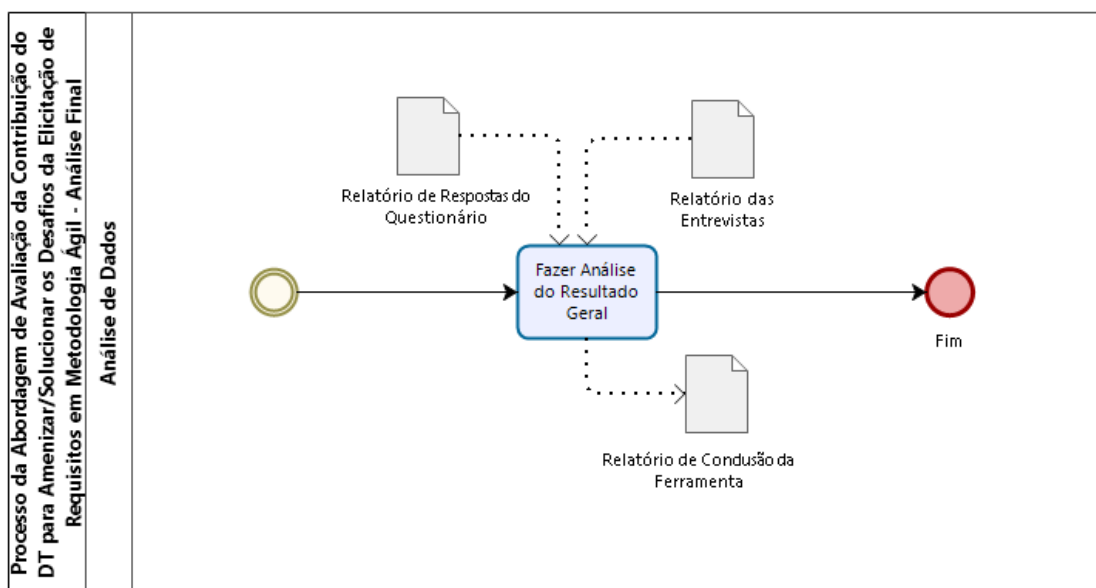 Processo da Abordagem de Avaliação da Contribuição do
DT para Amenizar/Solucionar os Desafios da Elicitação de
Requisitos em Metodologia Ágil - Análise Final
Análise de Dados
Relatório de Respostas do
Questionário
Relatório das
Entrevistas
Fazer Análise
do Resultado
Geral
Fim
Relatório de Condusão da
Ferramenta